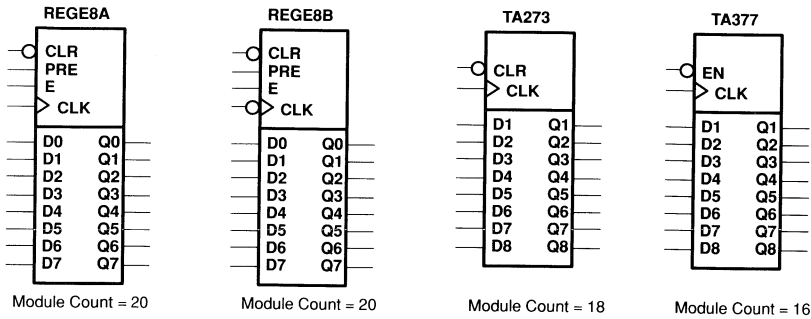 REGE8A
CLR
PRE
E
CLK
D0 Q0
D1 Q1
D2 Q2
D3 Q3
D4 Q4
D5 Q5
D6 Q6
D7 Q7
Module Count = 20
REGE8B
CLR
PRE
E
CLK
D0 Q0
D1 Q1
D2 Q2
D3 Q3
D4 Q4
D5 Q5
D6 Q6
D7 Q7
Module Count = 20
TA273
CLR
CLK
D1 Q1
D2 Q2
D3 Q3
D4 Q4
D5 Q5
D6 Q6
D7 Q7
D8 Q8
Module Count = 18
TA377
EN
CLK
D1 Q1
D2 Q2
D3 Q3
D4 Q4
D5 Q5
D6 Q6
D7 Q7
D8 Q8
Module Count = 16